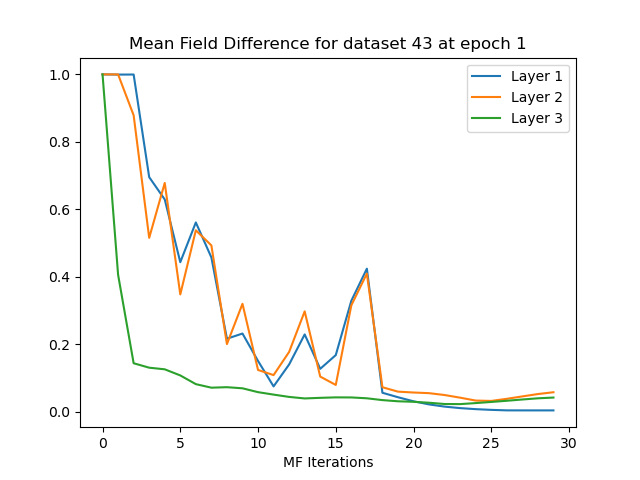 Mean Field Difference for dataset 43 at epoch 1
Layer 1
Layer 2
Layer 3
1.0
0.8
0.6
0.4
0.2
0.0
0 5 10 15 20 25 30
MF Iterations